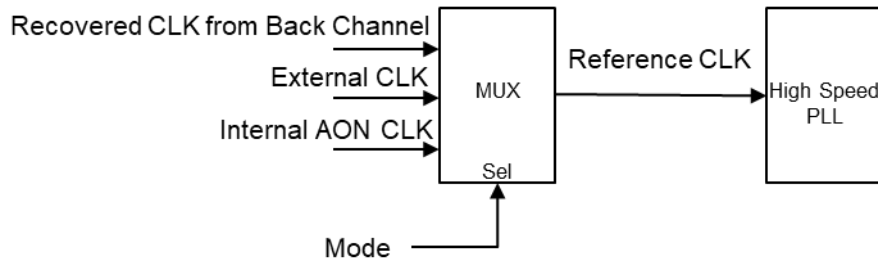 Recovered CLK from Back Channel
External CLK
Internal AON CLK
MUX
Sel
Mode
Reference CLK
High Speed
PLL